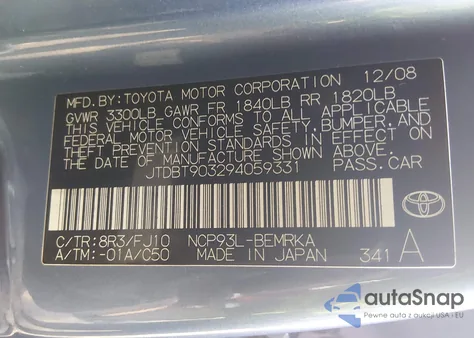 MFD.BY:TOYOTA MOTOR CORPORATION 12/08
GVWR 3300LB GAWR FR 1840LB RR 1820LB
THIS VEHICLE CONFORMS TO ALL APPLICABLE
FEDERAL MOTOR VEHICLE SAFETY,BUMPER,AND
THEFT PREVENTION STANDARDS IN EFFECT ON
THE DATE OF MANUFACTURE SHOWN ABOVE.
JTDBT903294059331 PASS.CAR
C/TR:8R3/FJ10 NCP93L-BEMRKA A
A/TM:-01A/C50 MADE IN JAPAN 341
autoSnap
Pewne auta z aukcji USA i EU